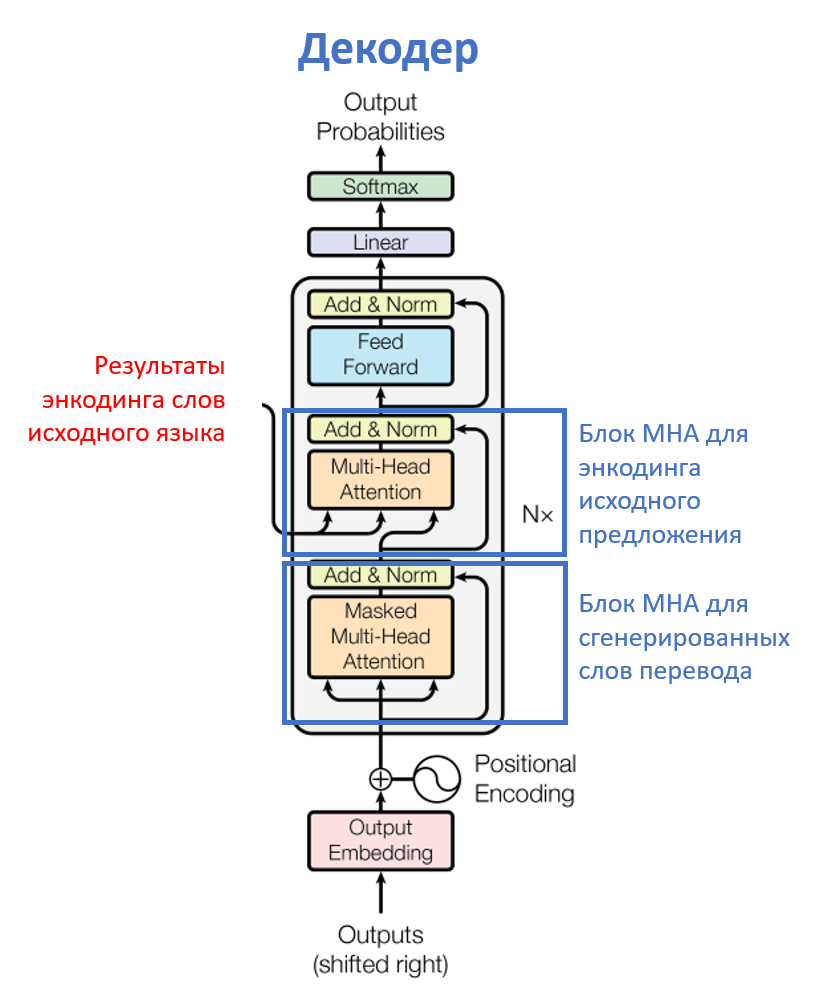 Декодер
Output
Probabilities
Softmax
Linear
Add & Norm
Feed
Forward
Результаты
энкодинга слов
исходного языка
Add & Norm
Multi-Head
Attention
Блок МНА для
энкодинга
исходного
предложения
N×
Add & Norm
Masked
Multi-Head
Attention
Блок МНА для
сгенерированных
слов перевода
Positional
Encoding
Output
Embedding
Outputs
(shifted right)